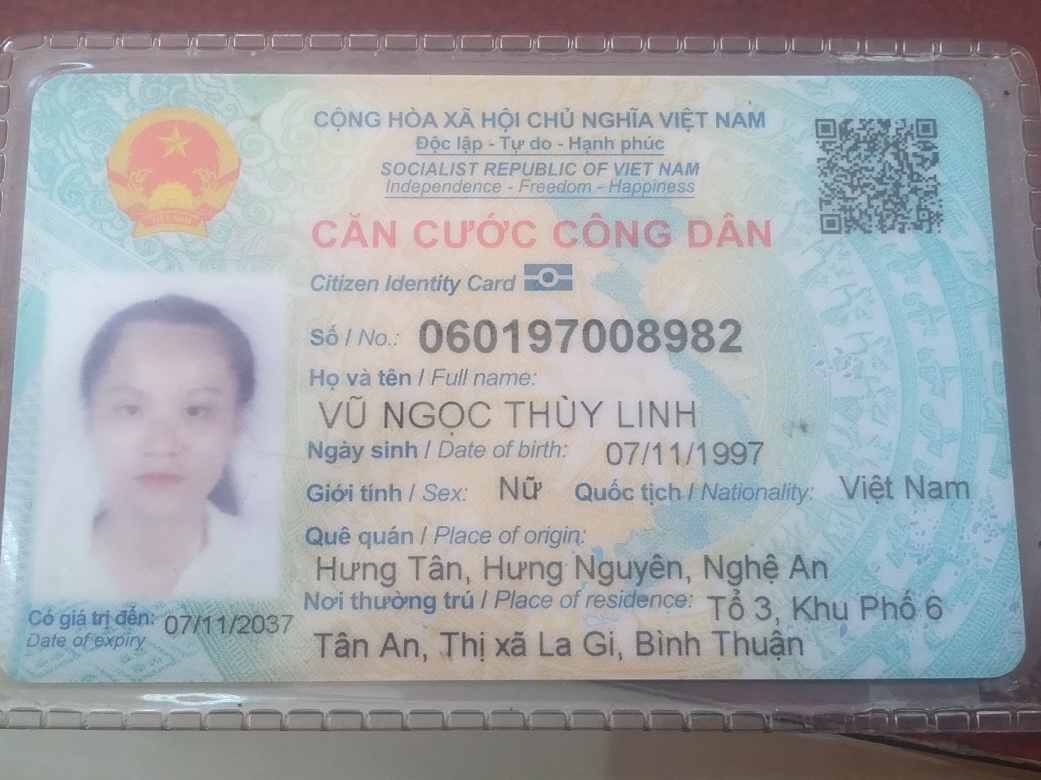 CỘNG HÒA XÃ HỘI CHỦ NGHĨA VIỆT NAM
Độc lập - Tự do - Hạnh phúc
SOCIALIST REPUBLIC OF VIET NAM
Independence - Freedom - Happiness
CĂN CƯỚC CÔNG DÂN
Citizen Identity Card
Số / No.: 060197008982
Họ và tên / Full name:
VŨ NGỌC THÙY LINH
Ngày sinh / Date of birth: 07/11/1997
Giới tính / Sex: Nữ Quốc tịch / Nationality: Việt Nam
Quê quán / Place of origin:
Hưng Tân, Hưng Nguyên, Nghệ An
Nơi thường trú / Place of residence: Tổ 3, Khu Phố 6
Tân An, Thị xã La Gi, Bình Thuận
Có giá trị đến: 07/11/2037
Date of expiry
VIỆT NAM